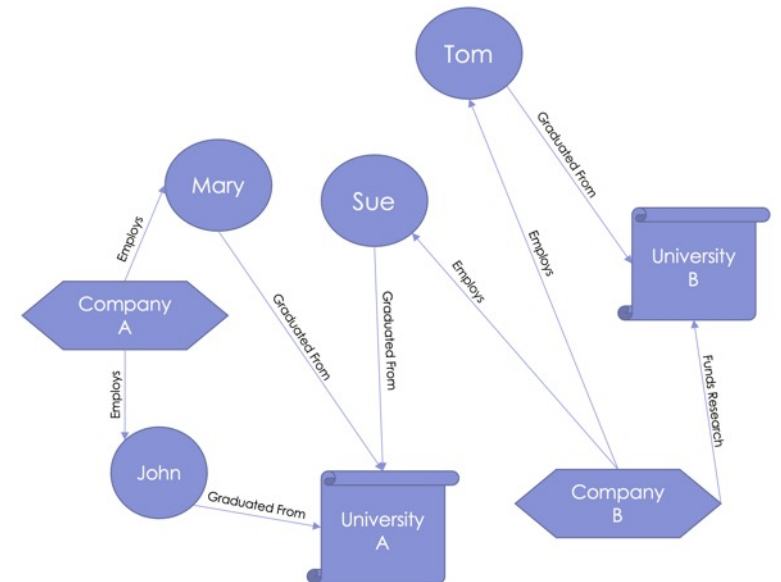 Tom
Graduated From
Mary
Sue
University
B
Employs
Employs
Employs
Company
A
Graduated From
Graduated From
Funds Research
Employs
John
Graduated From
Company
B
University
A